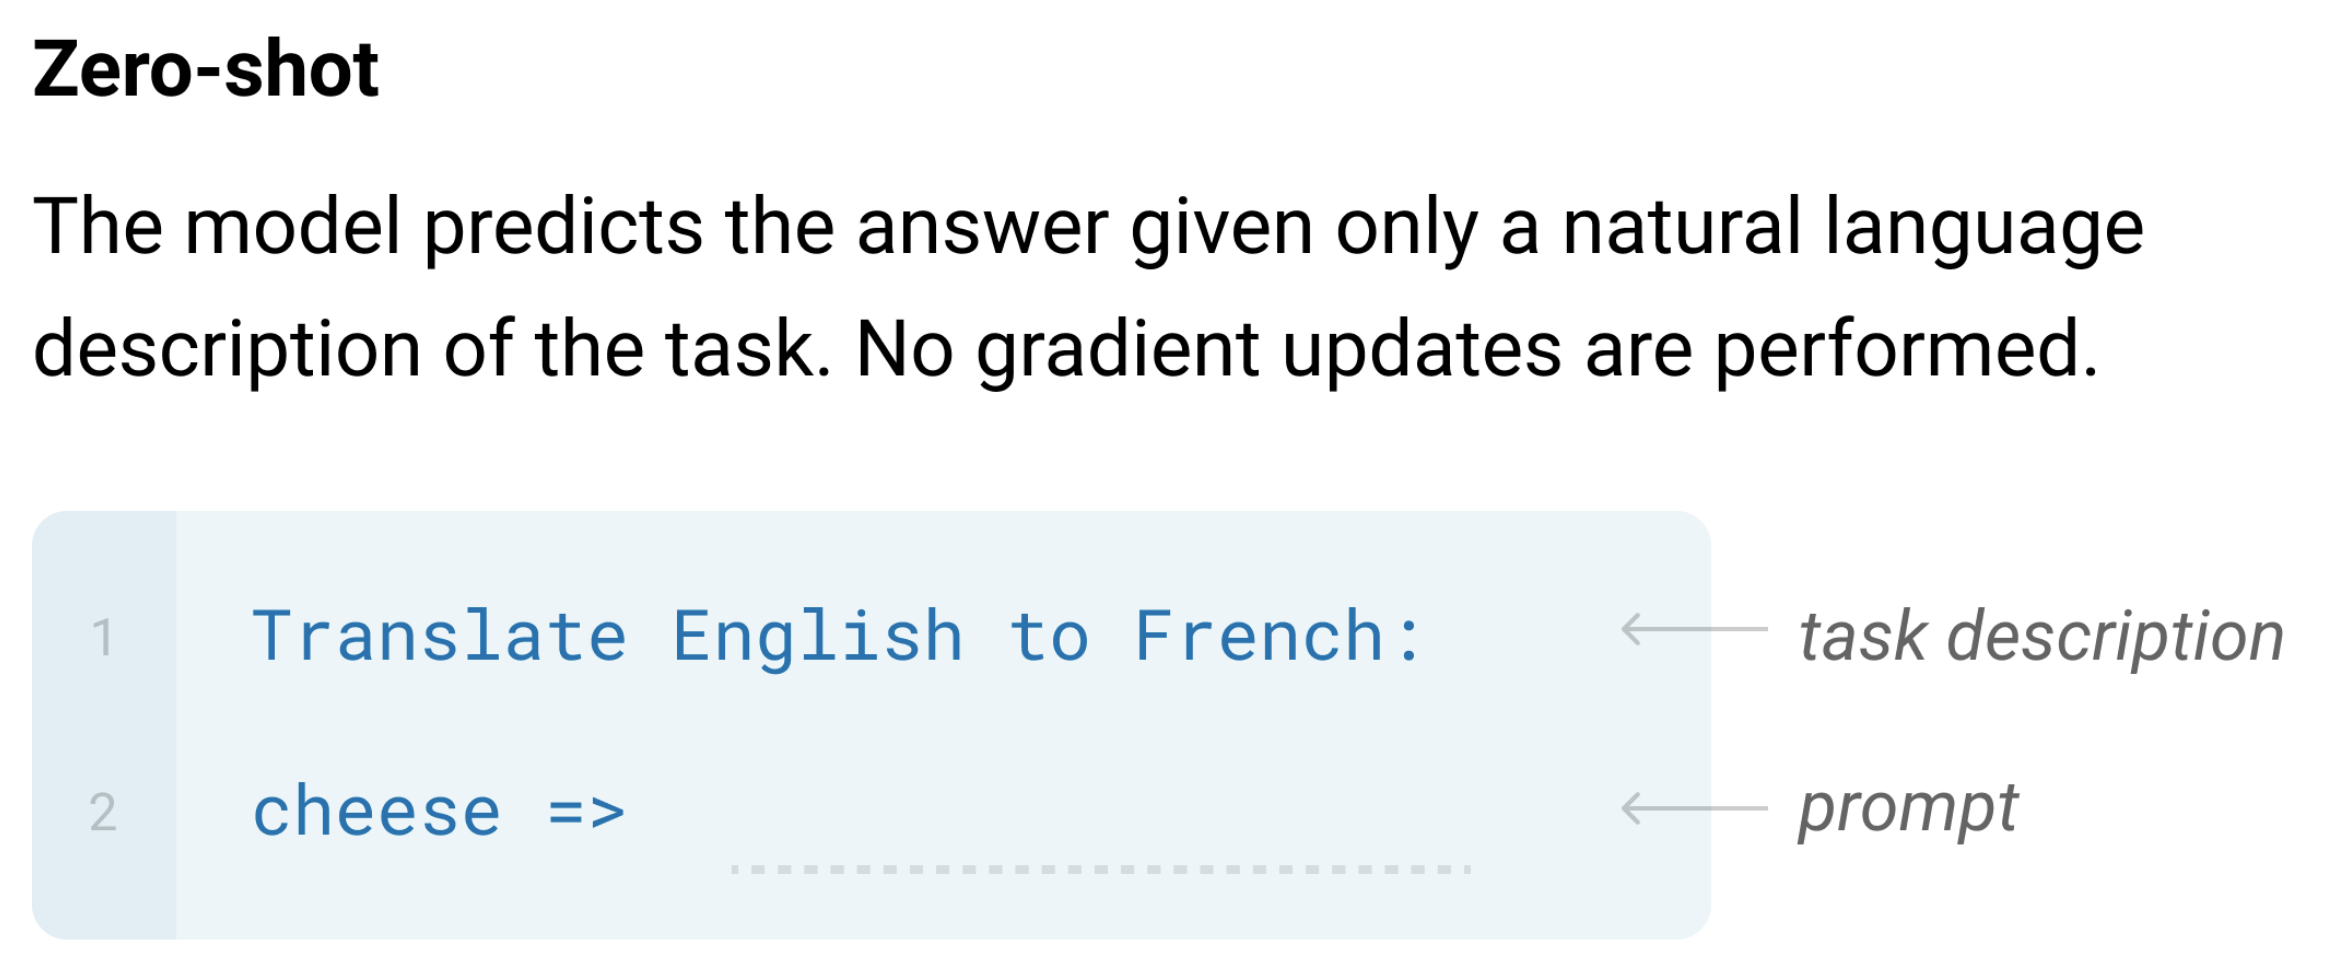 Zero-shot
The model predicts the answer given only a natural language
description of the task. No gradient updates are performed.
1 Translate English to French: task description
2 cheese => prompt